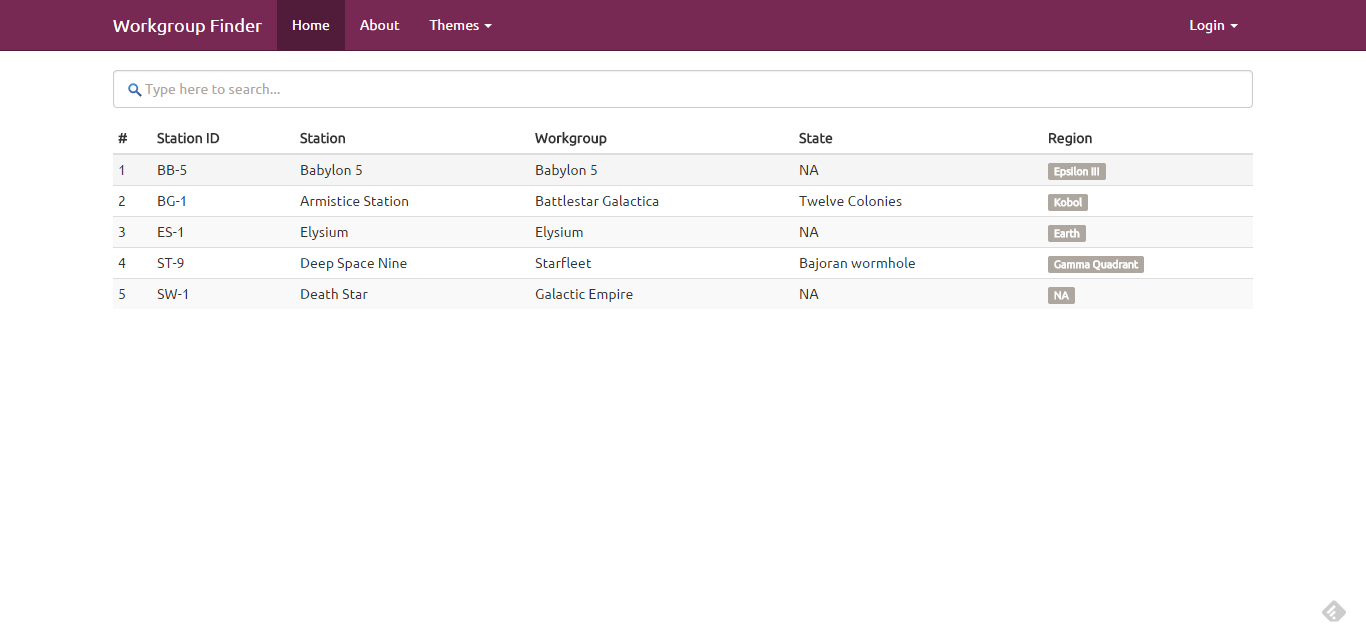 Workgroup Finder Home About Themes Login
Type here to search...
# Station ID Station Workgroup State Region
1 BB-5 Babylon 5 Babylon 5 NA Epsilon III
2 BG-1 Armistice Station Battlestar Galactica Twelve Colonies Kobol
3 ES-1 Elysium Elysium NA Earth
4 ST-9 Deep Space Nine Starfleet Bajoran wormhole Gamma Quadrant
5 SW-1 Death Star Galactic Empire NA NA